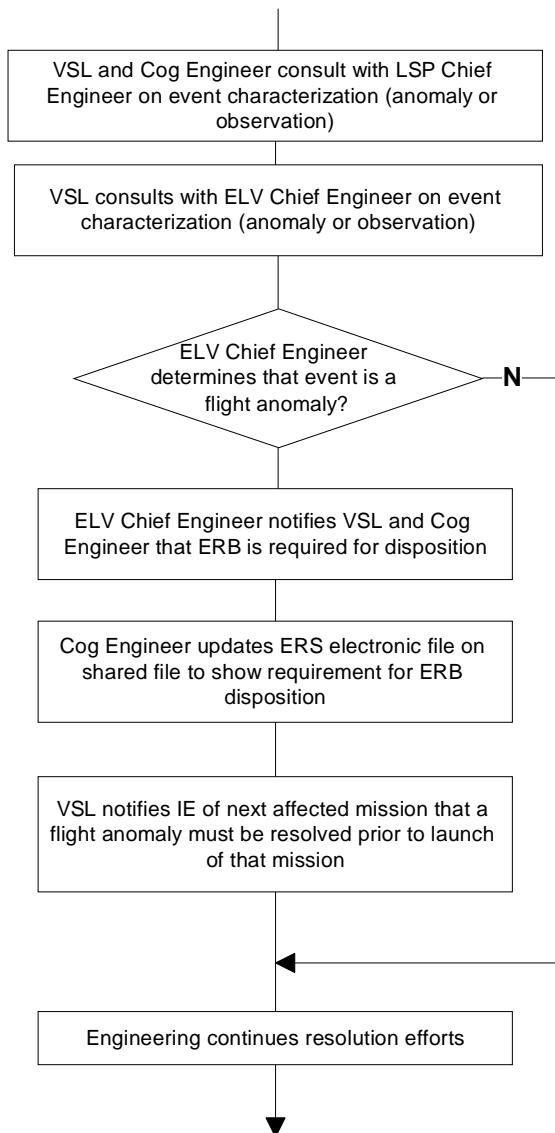 VSL and Cog Engineer consult with LSP Chief
Engineer on event characterization (anomaly or
observation)
VSL consults with ELV Chief Engineer on event
characterization (anomaly or observation)
ELV Chief Engineer
determines that event is a
flight anomaly?
N
ELV Chief Engineer notifies VSL and Cog
Engineer that ERB is required for disposition
Cog Engineer updates ERS electronic file on
shared file to show requirement for ERB
disposition
VSL notifies IE of next affected mission that a
flight anomaly must be resolved prior to launch
of that mission
Engineering continues resolution efforts